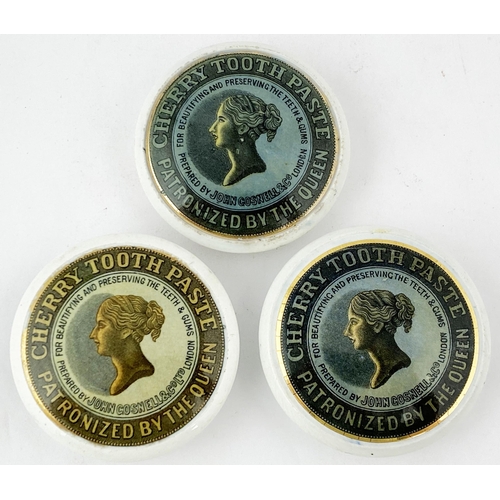 CHERRY TOOTH PASTE
FOR BEAUTIFYING AND PRESERVING THE TEETH & GUMS
PREPARED BY JOHN GOSNELL & Co LONDON
PATRONIZED BY THE QUEEN
CHERRY TOOTH PASTE
FOR BEAUTIFYING AND PRESERVING THE TEETH & GUMS
PREPARED BY JOHN GOSNELL & Co LTD LONDON
PATRONIZED BY THE QUEEN
CHERRY TOOTH PASTE
FOR BEAUTIFYING AND PRESERVING THE TEETH & GUMS
PREPARED BY JOHN GOSNELL & Co LONDON
PATRONIZED BY THE QUEEN